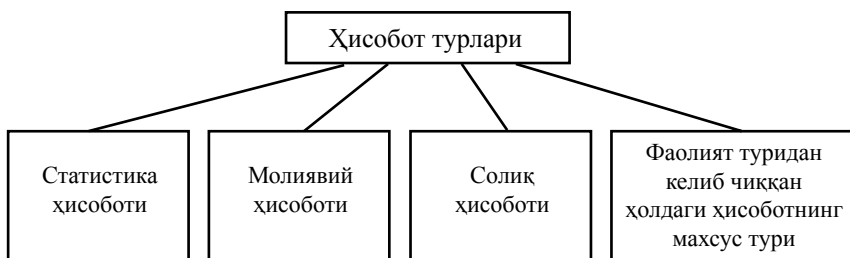 Ҳисобот турлари
Статистика
ҳисоботи
Молиявий
ҳисоботи
Солиқ
ҳисоботи
Фаолият туридан
келиб чиққан
ҳолдаги ҳисоботнинг
махсус тури